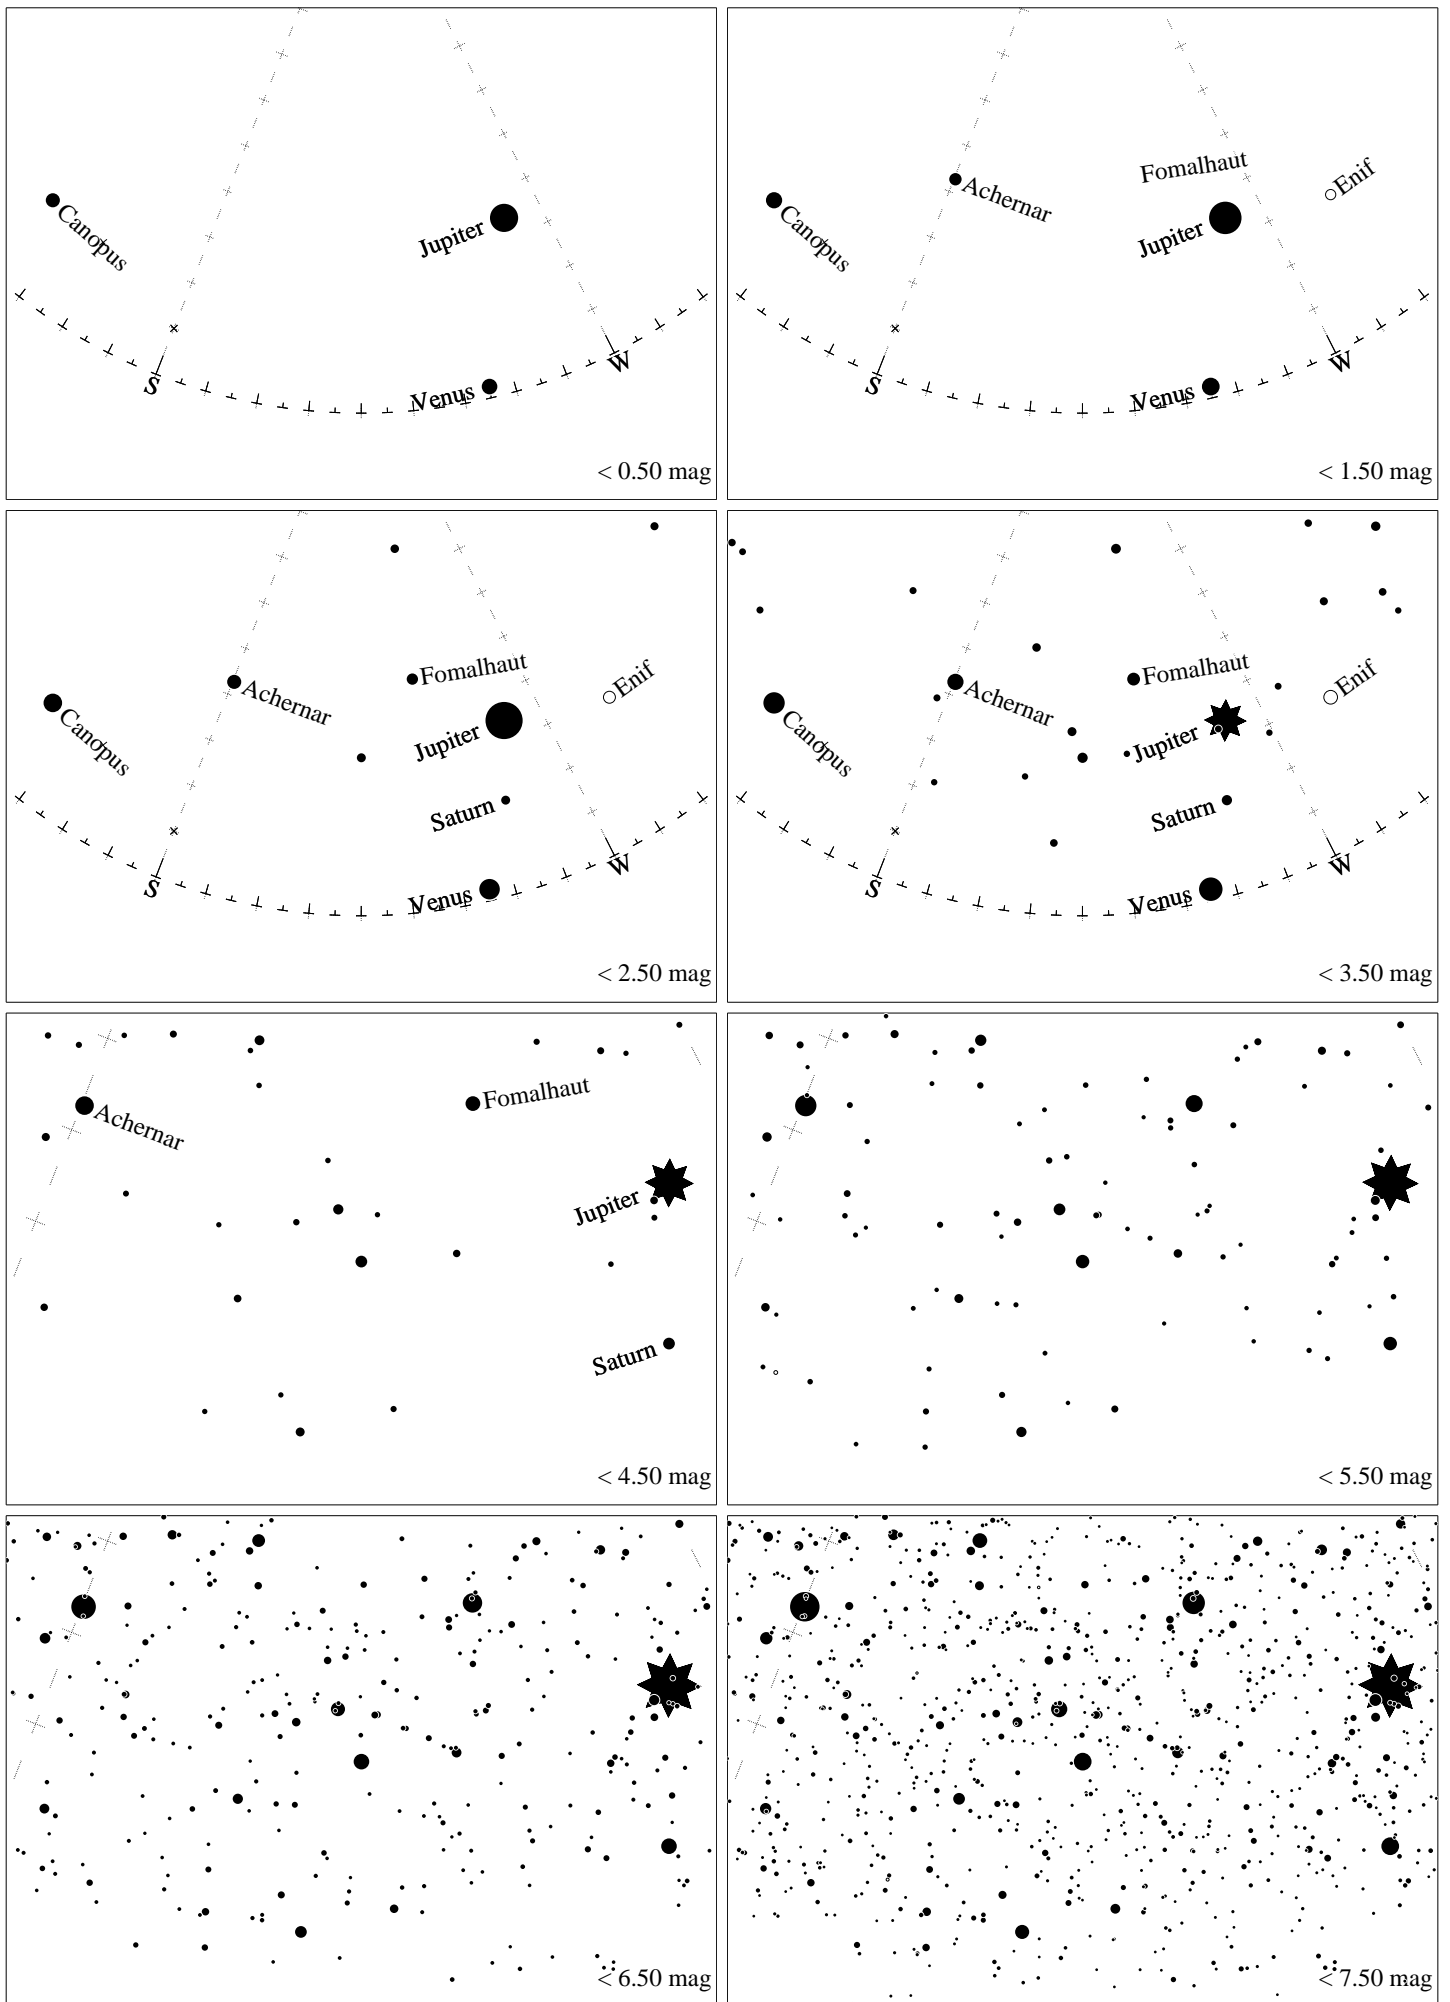 Canopus
Jupiter
S
Venus
W
< 0.50 mag
Achernar
Fomalhaut
Enif
Canopus
Jupiter
S
Venus
W
< 1.50 mag
Fomalhaut
Enif
Achernar
Canopus
Jupiter
Saturn
S
Venus
W
< 2.50 mag
Fomalhaut
Enif
Achernar
Canopus
Jupiter
Saturn
S
Venus
W
< 3.50 mag
Fomalhaut
Achernar
Jupiter
Saturn
< 4.50 mag
< 5.50 mag
< 6.50 mag
< 7.50 mag